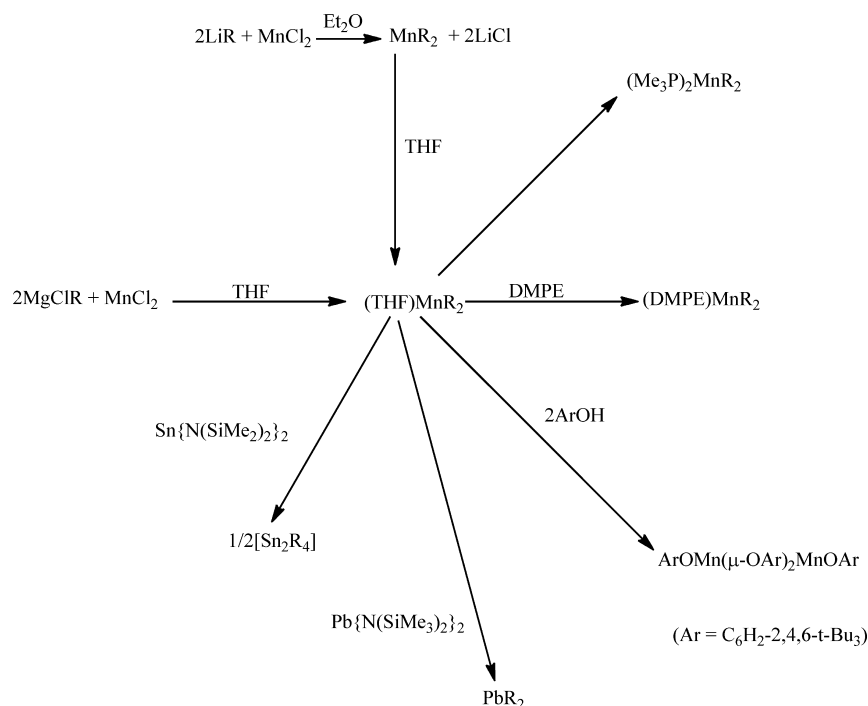 2LiR + MnCl₂ Et₂O MnR₂ + 2LiCl
(Me₃P)₂MnR₂
THF
2MgClR + MnCl₂ THF (THF)MnR₂ DMPE (DMPE)MnR₂
Sn{N(SiMe₂)₂}₂
2ArOH
1/2[Sn₂R₄]
ArOMn(μ-OAr)₂MnOAr
Pb{N(SiMe₃)₂}₂
(Ar = C₆H₂-2,4,6-t-Bu₃)
PbR₂